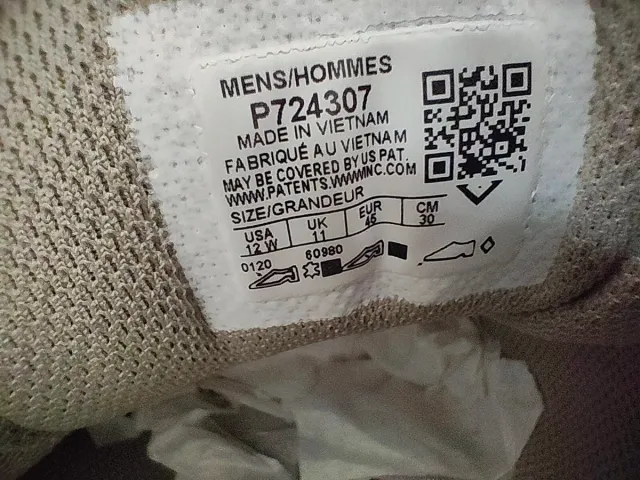 MENS/HOMMES
P724307
MADE IN VIETNAM
FABRIQUÉ AU VIETNAM
MAY BE COVERED BY US PAT.
WWW.PATENTS.WWWINC.COM
SIZE/GRANDEUR
USA UK EUR CM
12 W 11 45 30
0120 60980